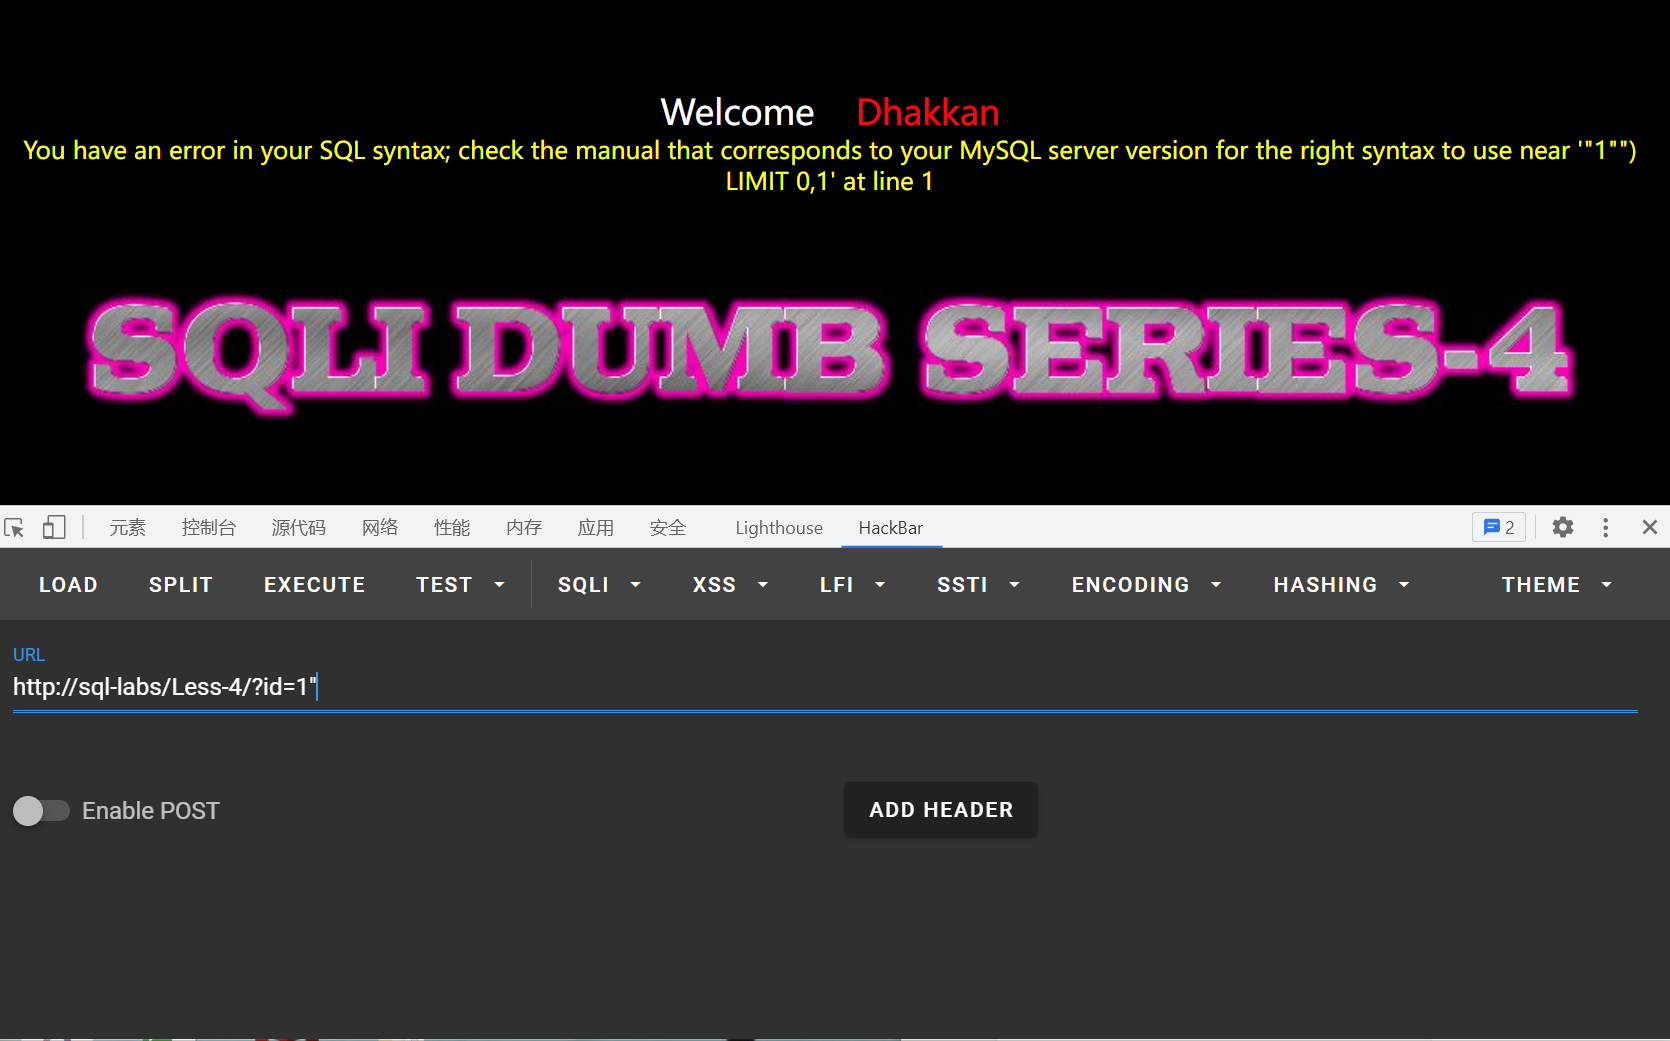 Welcome Dhakkan
You have an error in your SQL syntax; check the manual that corresponds to your MySQL server version for the right syntax to use near '"1"")
LIMIT 0,1' at line 1
SQLI DUMB SERIES-4
元素 控制台 源代码 网络 性能 内存 应用 安全 Lighthouse HackBar 2
LOAD SPLIT EXECUTE TEST SQLI XSS LFI SSTI ENCODING HASHING THEME
URL
http://sql-labs/Less-4/?id=1"
Enable POST ADD HEADER